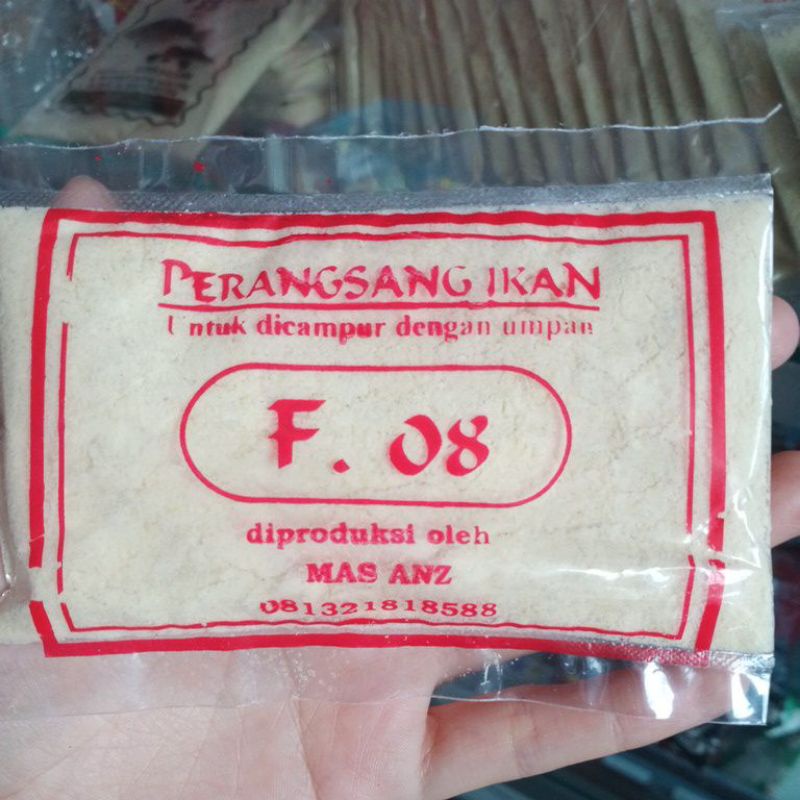 PERANGSANG IKAN
Untuk dicampur dengan umpan
F. 08
diproduksi oleh
MAS ANZ
081321818588